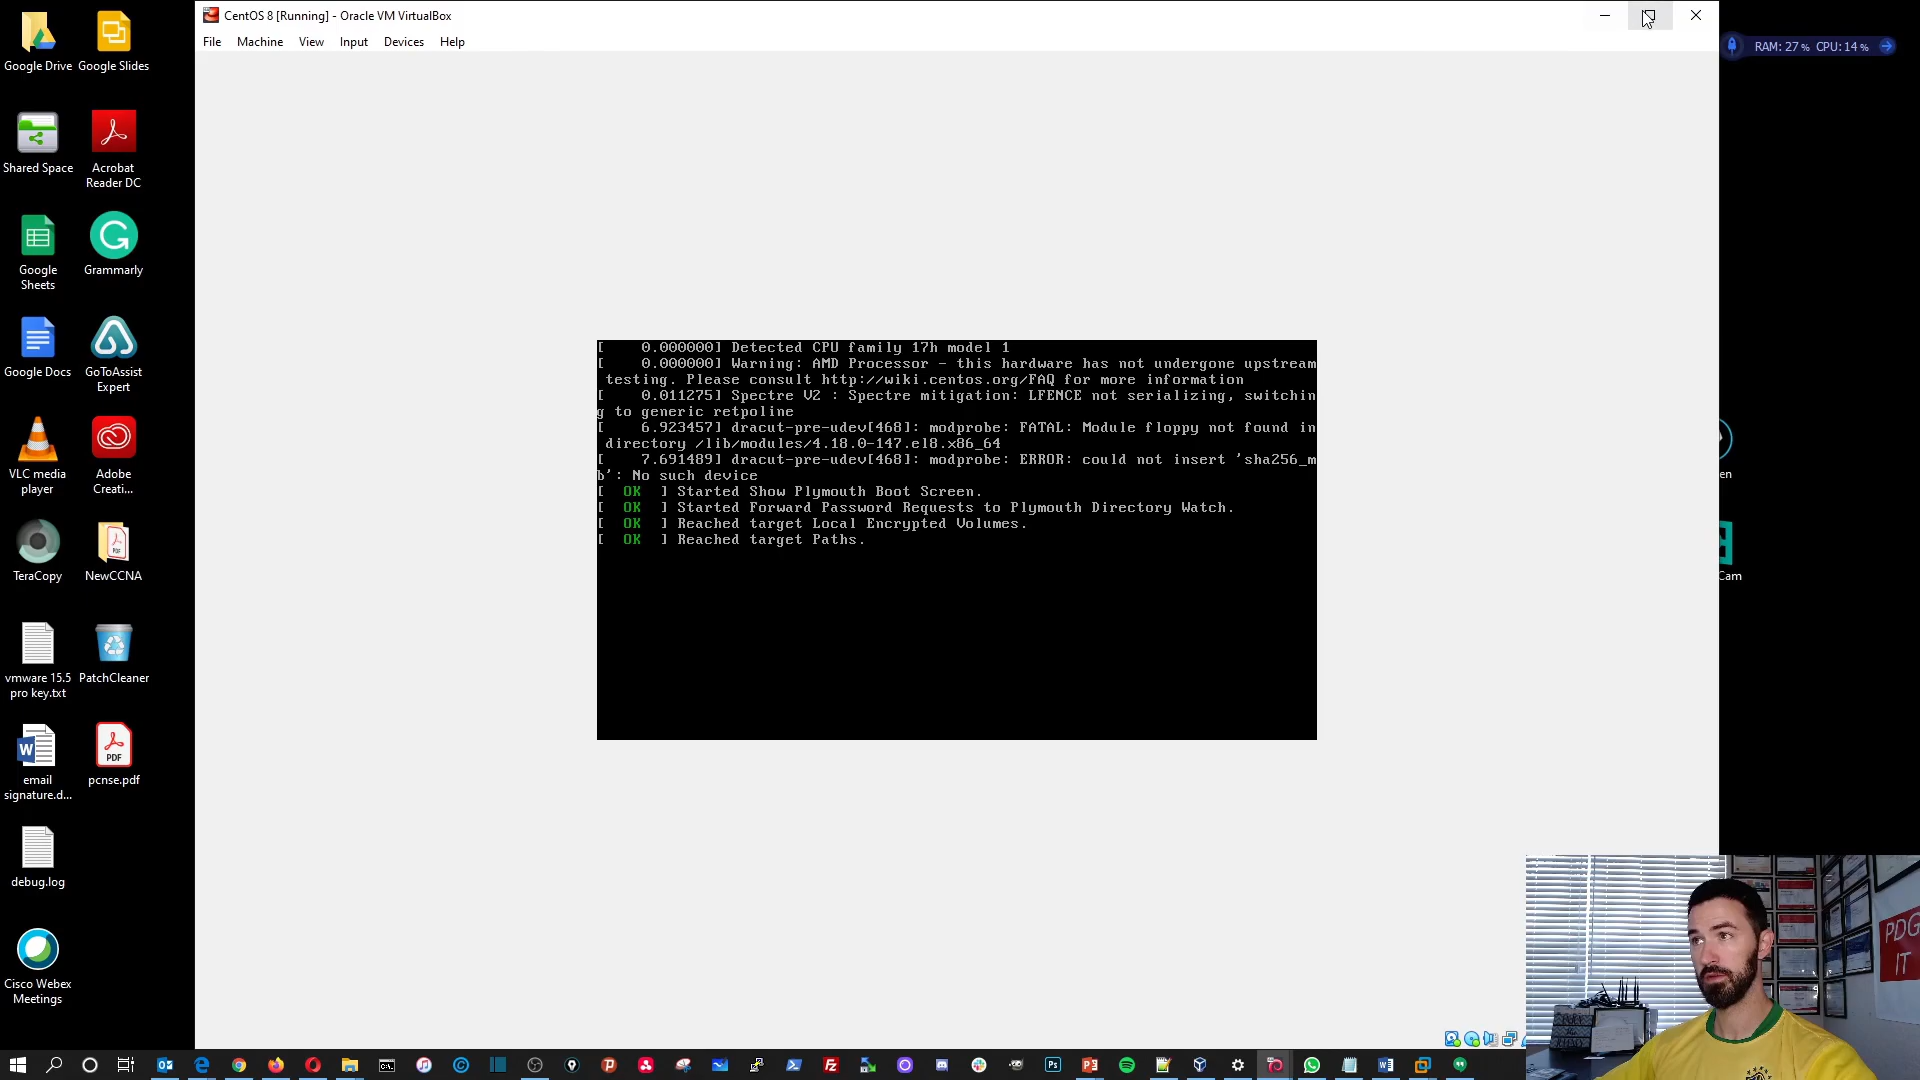 CentOS 8 [Running] - Oracle VM VirtualBox
File Machine View Input Devices Help
RAM: 27 % CPU: 14 %
Google Drive
Google Slides
Shared Space
Acrobat
Reader DC
Google
Sheets
Grammarly
Google Docs
GoToAssist
Expert
VLC media
player
Adobe
Creati...
TeraCopy
NewCCNA
vmware 15.5
pro key.txt
PatchCleaner
email
signature.d...
pcnse.pdf
debug.log
Cisco Webex
Meetings
[    0.000000] Detected CPU family 17h model 1
[    0.000000] Warning: AMD Processor - this hardware has not undergone upstream
 testing. Please consult http://wiki.centos.org/FAQ for more information
[    0.011275] Spectre V2 : Spectre mitigation: LFENCE not serializing, switchin
g to generic retpoline
[    6.923457] dracut-pre-udev[468]: modprobe: FATAL: Module floppy not found in
 directory /lib/modules/4.18.0-147.el8.x86_64
[    7.691489] dracut-pre-udev[468]: modprobe: ERROR: could not insert 'sha256_m
b': No such device
[  OK  ] Started Show Plymouth Boot Screen.
[  OK  ] Started Forward Password Requests to Plymouth Directory Watch.
[  OK  ] Reached target Local Encrypted Volumes.
[  OK  ] Reached target Paths.
en
Cam
PDF
PDG
IT